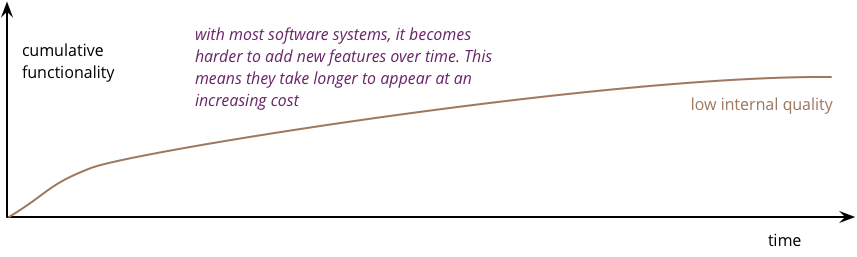 cumulative
functionality
with most software systems, it becomes
harder to add new features over time. This
means they take longer to appear at an
increasing cost
low internal quality
time